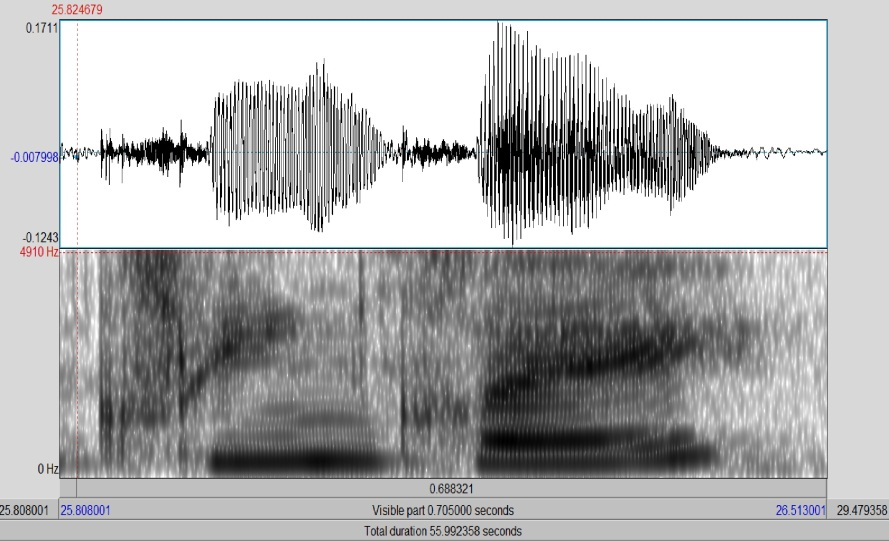 25.824679
0.1711
-0.007998
-0.1243
4910 Hz
0 Hz
0.688321
25.808001 25.808001 Visible part 0.705000 seconds 26.513001 29.479358
Total duration 55.992358 seconds